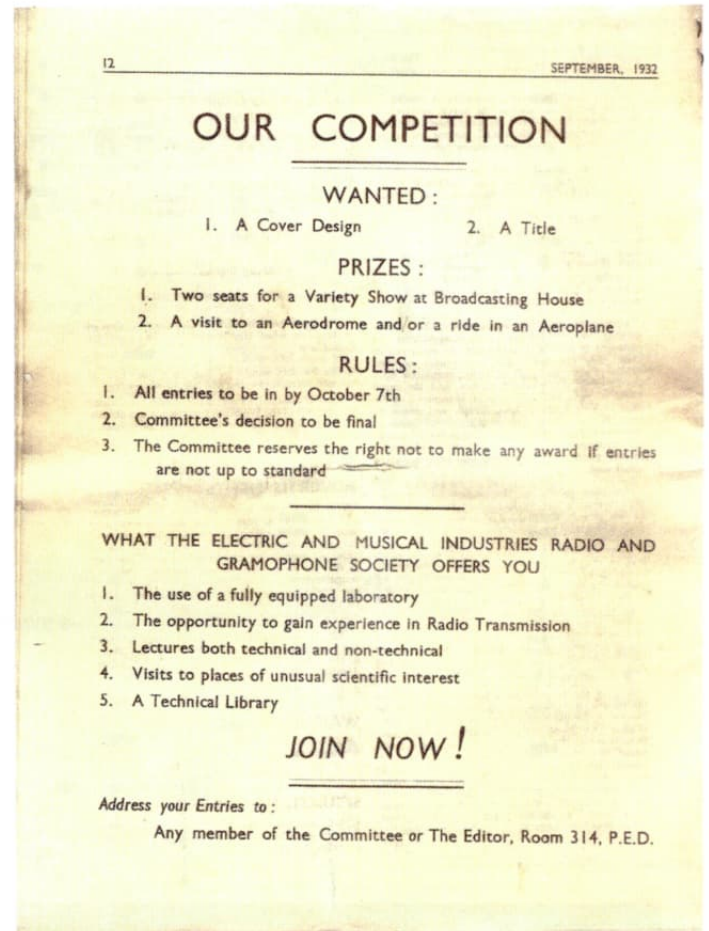 12
SEPTEMBER, 1932
OUR COMPETITION
WANTED :
1. A Cover Design 2. A Title
PRIZES :
1. Two seats for a Variety Show at Broadcasting House
2. A visit to an Aerodrome and or a ride in an Aeroplane
RULES :
1. All entries to be in by October 7th
2. Committee's decision to be final
3. The Committee reserves the right not to make any award if entries
are not up to standard
WHAT THE ELECTRIC AND MUSICAL INDUSTRIES RADIO AND
GRAMOPHONE SOCIETY OFFERS YOU
1. The use of a fully equipped laboratory
2. The opportunity to gain experience in Radio Transmission
3. Lectures both technical and non-technical
4. Visits to places of unusual scientific interest
5. A Technical Library
JOIN NOW!
Address your Entries to :
Any member of the Committee or The Editor, Room 314, P.E.D.